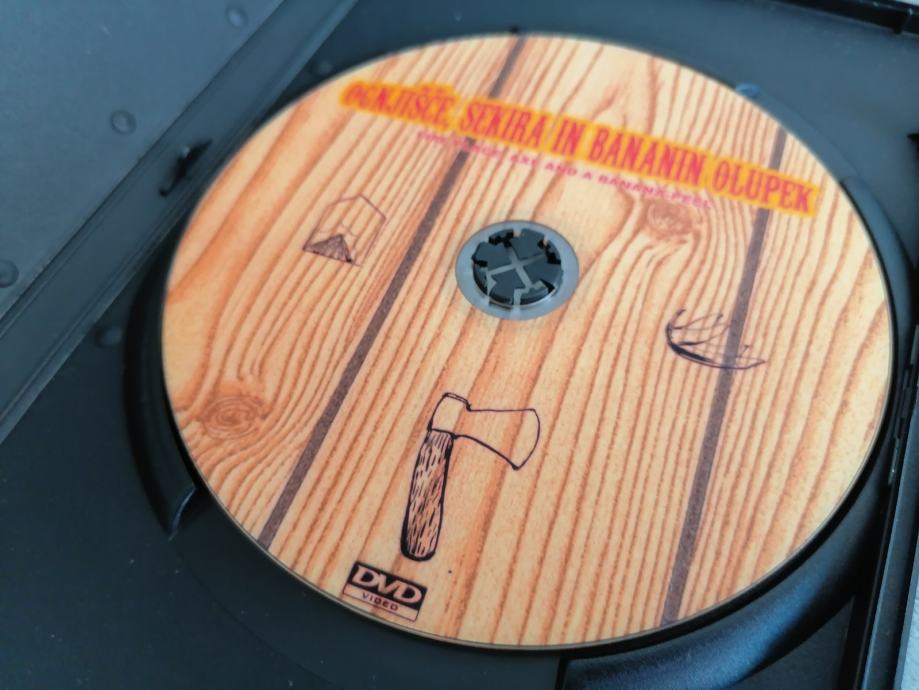 OGNJIŠČE, SEKIRA IN BANANIN OLUPEK
AXE AND A BANANA PEEL
DVD
VIDEO